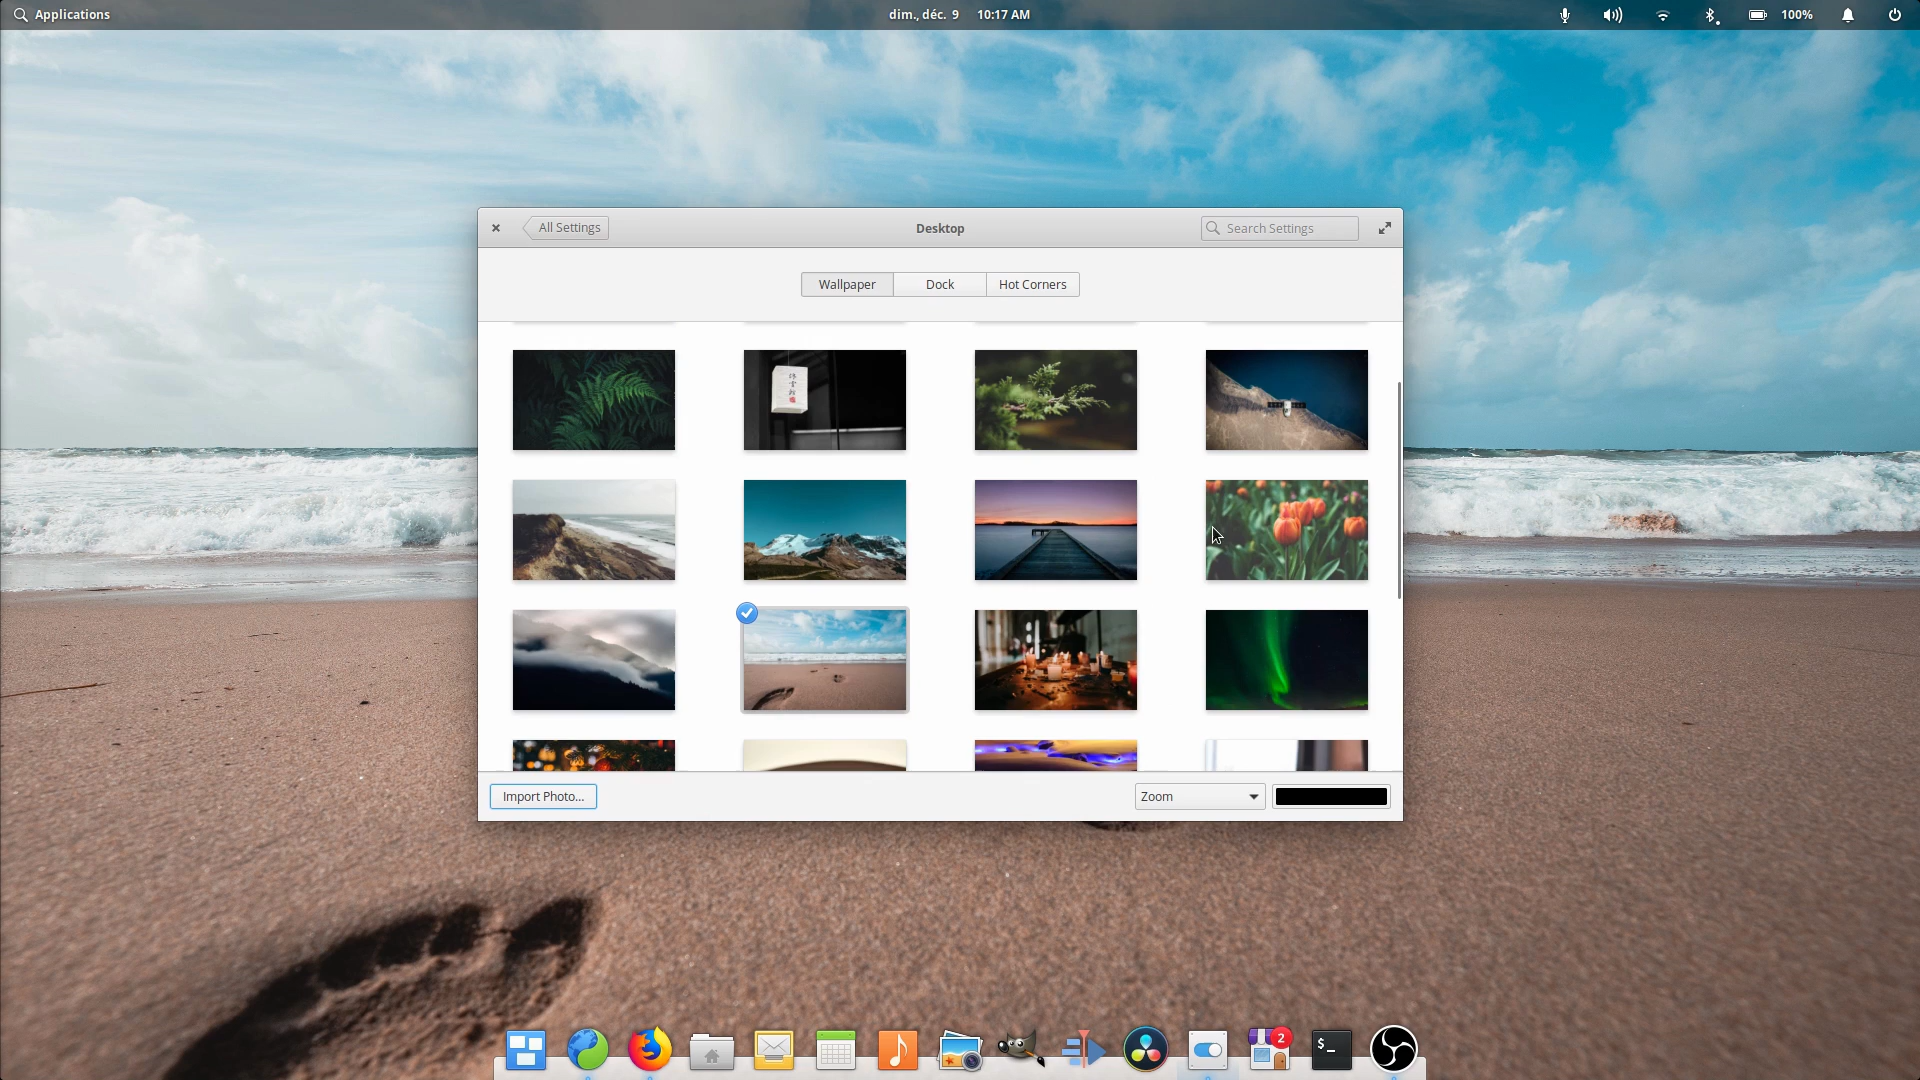 Applications
dim., déc. 9 10:17 AM
100%
All Settings
Desktop
Search Settings
Wallpaper
Dock
Hot Corners
Import Photo...
Zoom
2
$_